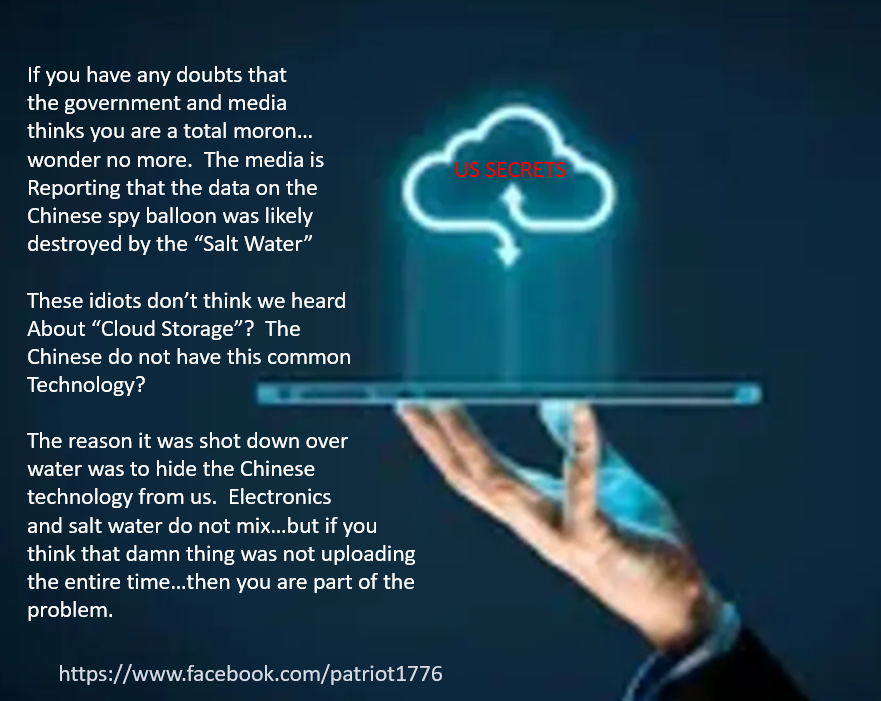 If you have any doubts that
the government and media
thinks you are a total moron...
wonder no more.  The media is
Reporting that the data on the
Chinese spy balloon was likely
destroyed by the “Salt Water”
These idiots don’t think we heard
About “Cloud Storage”?  The
Chinese do not have this common
Technology?
The reason it was shot down over
water was to hide the Chinese
technology from us.  Electronics
and salt water do not mix...but if you
think that damn thing was not uploading
the entire time...then you are part of the
problem.
https://www.facebook.com/patriot1776
US SECRETS